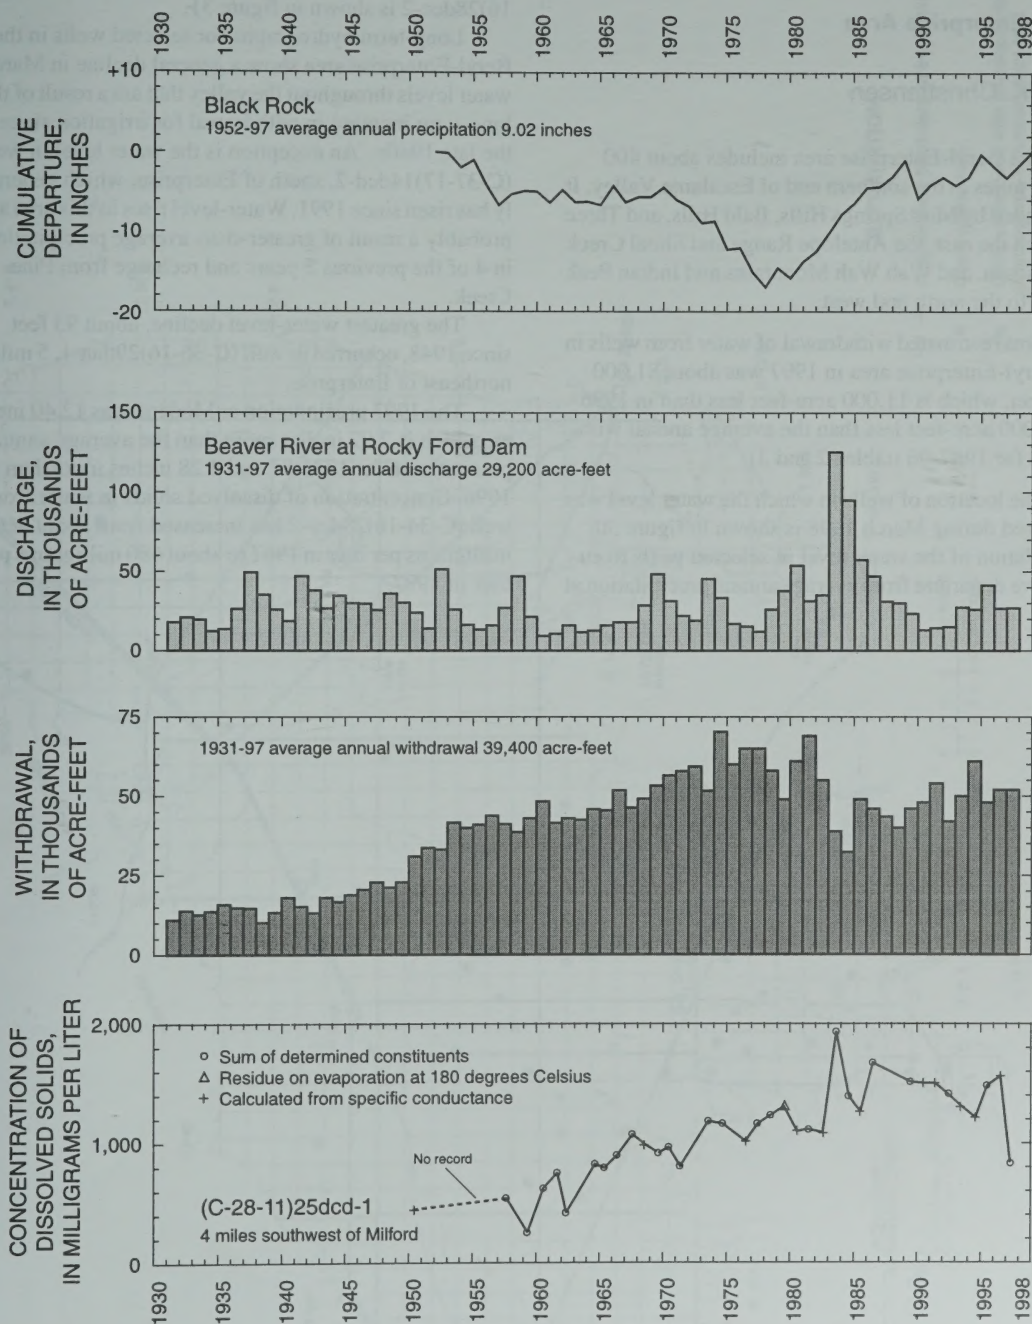 1930 1935 1940 1945 1950 1955 1960 1965 1970 1975 1980 1985 1990 1995 1998
CUMULATIVE
DEPARTURE,
IN INCHES
+10
0
-10
-20
Black Rock
1952-97 average annual precipitation 9.02 inches
DISCHARGE,
IN THOUSANDS
OF ACRE-FEET
150
100
50
0
Beaver River at Rocky Ford Dam
1931-97 average annual discharge 29,200 acre-feet
WITHDRAWAL,
IN THOUSANDS
OF ACRE-FEET
75
50
25
0
1931-97 average annual withdrawal 39,400 acre-feet
CONCENTRATION OF
DISSOLVED SOLIDS,
IN MILLIGRAMS PER LITER
2,000
1,000
0
o Sum of determined constituents
△ Residue on evaporation at 180 degrees Celsius
+ Calculated from specific conductance
No record
(C-28-11)25dcd-1
4 miles southwest of Milford
1930 1935 1940 1945 1950 1955 1960 1965 1970 1975 1980 1985 1990 1995 1998